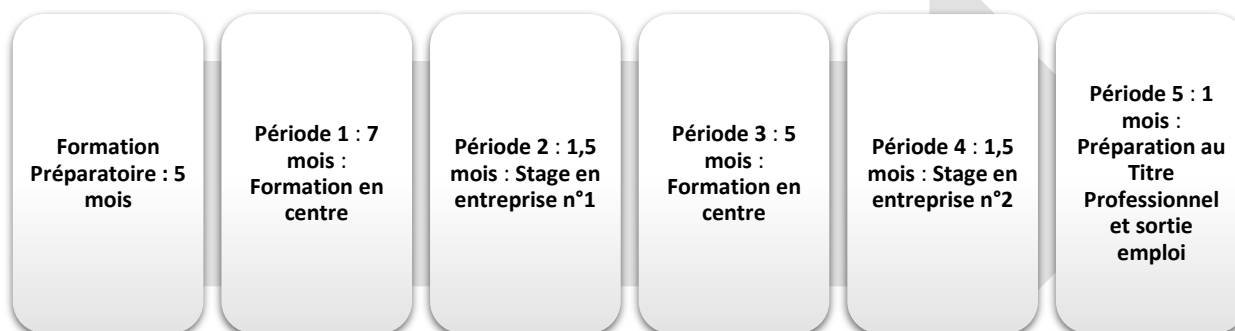 Formation
Préparatoire : 5
mois
Période 1 : 7
mois :
Formation en
centre
Période 2 : 1,5
mois : Stage en
entreprise n°1
Période 3 : 5
mois :
Formation en
centre
Période 4 : 1,5
mois : Stage en
entreprise n°2
Période 5 : 1
mois :
Préparation au
Titre
Professionnel
et sortie
emploi